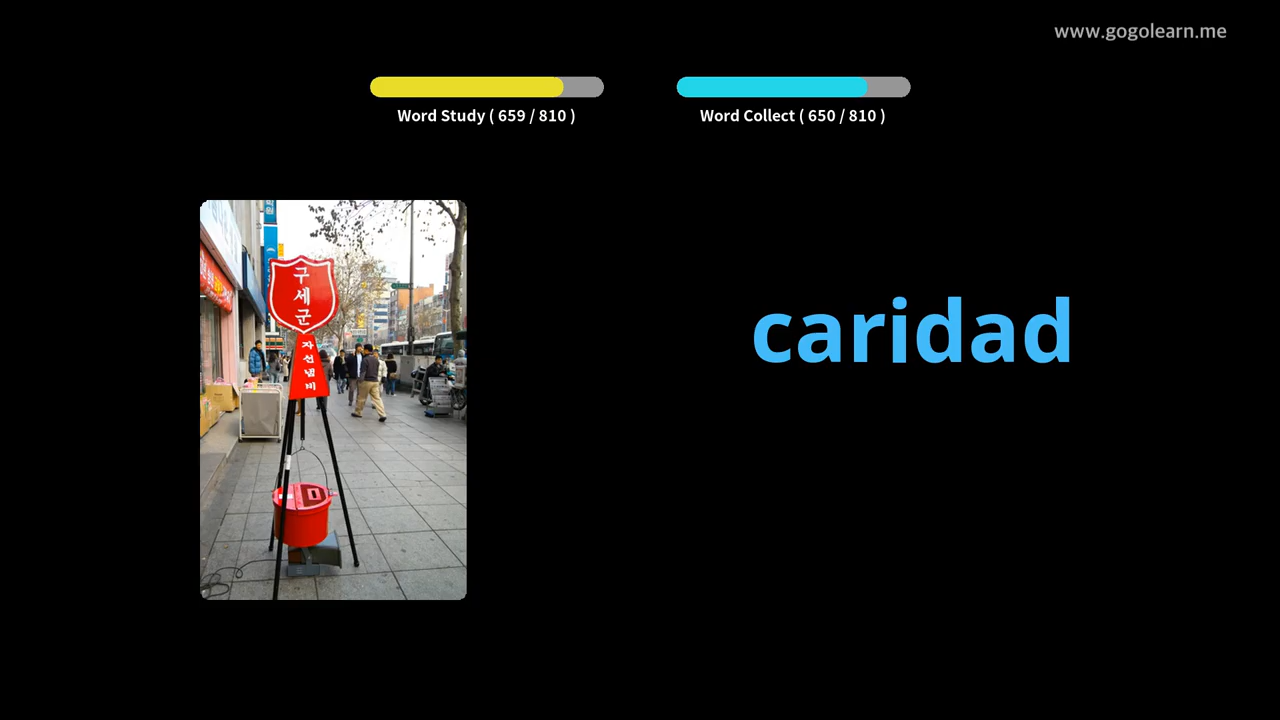 www.gogolearn.me
Word Study ( 659 / 810 )
Word Collect ( 650 / 810 )
구
세
군
자
선
냄
비
caridad